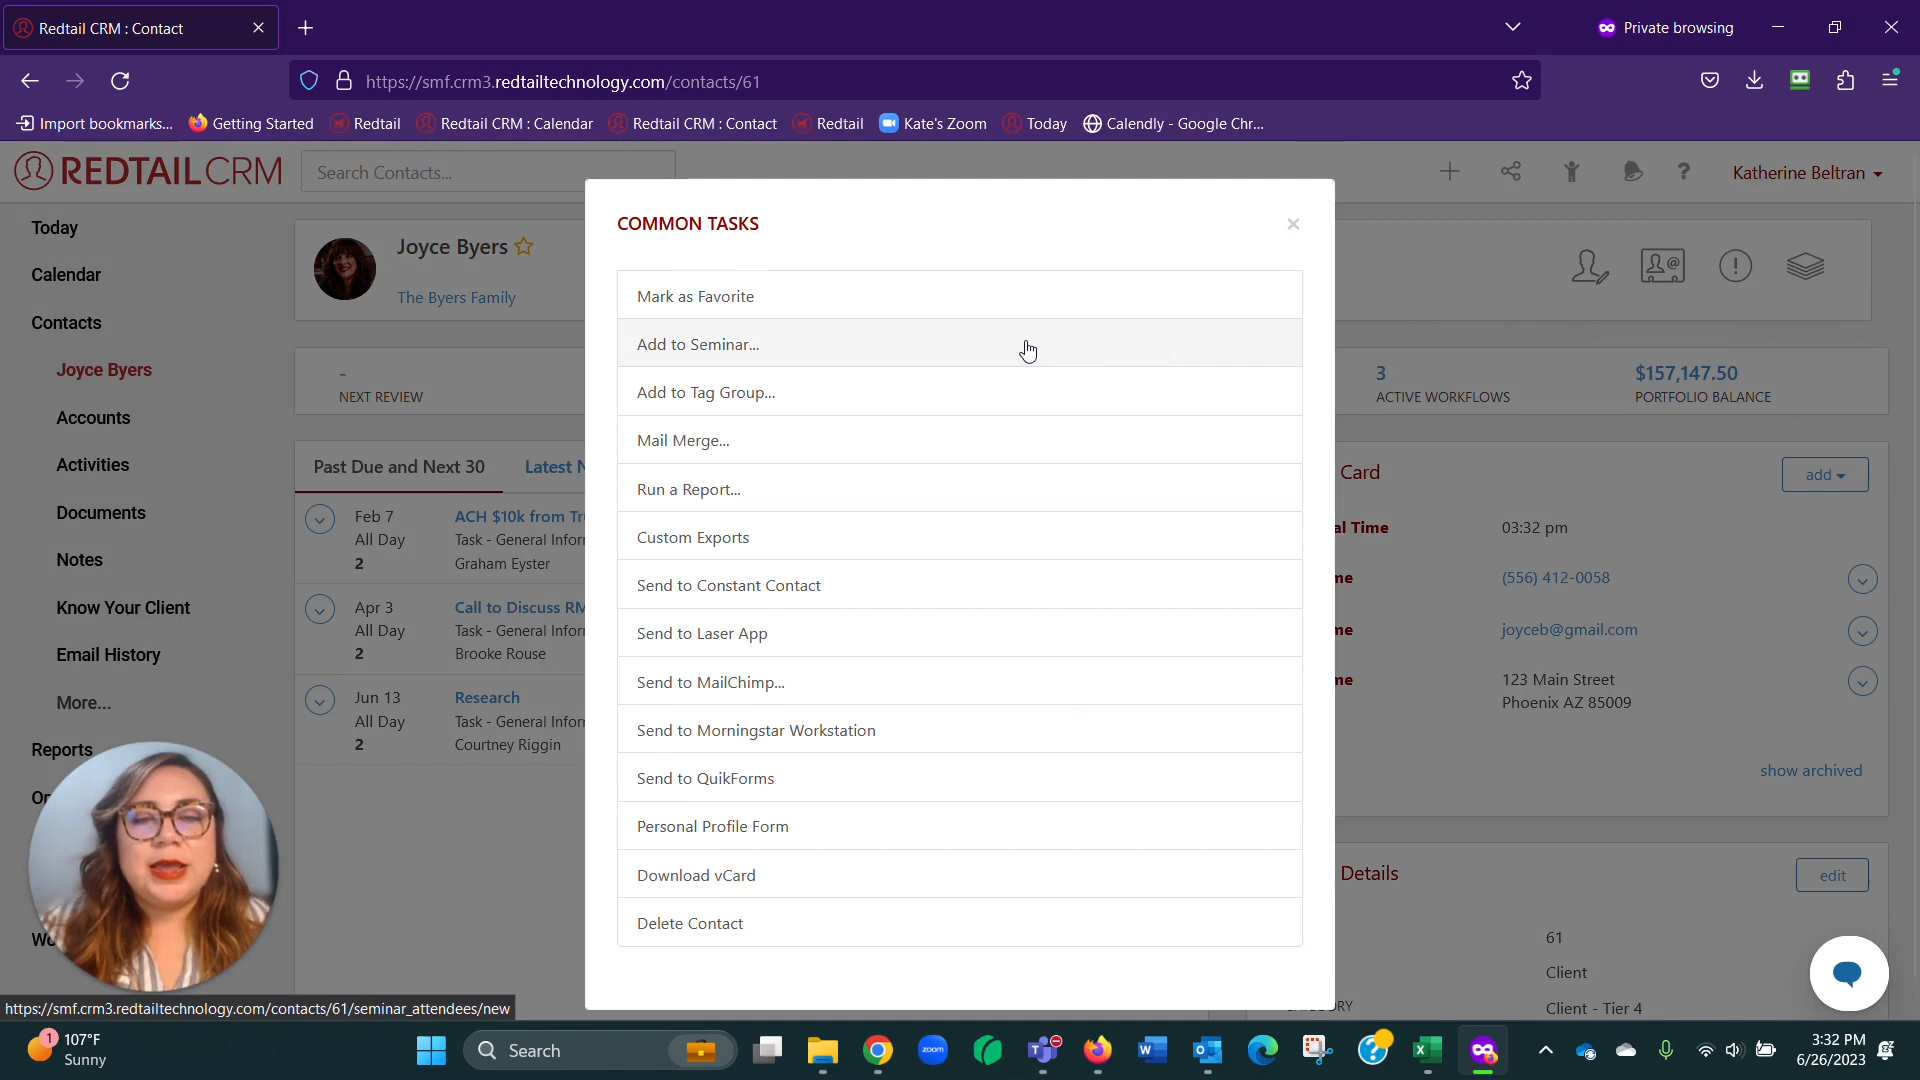 Redtail CRM : Contact
Private browsing
https://smf.crm3.redtailtechnology.com/contacts/61
Import bookmarks...
Getting Started
Redtail
Redtail CRM : Calendar
Redtail CRM : Contact
Redtail
Kate's Zoom
Today
Calendly - Google Chr...
REDTAILCRM
Search Contacts...
Katherine Beltran
Today
Calendar
Contacts
Joyce Byers
Accounts
Activities
Documents
Notes
Know Your Client
Email History
More...
Reports
Joyce Byers
The Byers Family
-
NEXT REVIEW
3
ACTIVE WORKFLOWS
$157,147.50
PORTFOLIO BALANCE
Past Due and Next 30
Latest N
Feb 7
All Day
2
ACH $10k from Tr
Task - General Infor
Graham Eyster
Apr 3
All Day
2
Call to Discuss RM
Task - General Infor
Brooke Rouse
Jun 13
All Day
2
Research
Task - General Infor
Courtney Riggin
COMMON TASKS
Mark as Favorite
Add to Seminar...
Add to Tag Group...
Mail Merge...
Run a Report...
Custom Exports
Send to Constant Contact
Send to Laser App
Send to MailChimp...
Send to Morningstar Workstation
Send to QuikForms
Personal Profile Form
Download vCard
Delete Contact
Card
add
al Time
03:32 pm
me
(556) 412-0058
me
joyceb@gmail.com
me
123 Main Street
Phoenix AZ 85009
show archived
Details
edit
61
Client
Client - Tier 4
https://smf.crm3.redtailtechnology.com/contacts/61/seminar_attendees/new
1
107°F
Sunny
Search
zoom
3:32 PM
6/26/2023